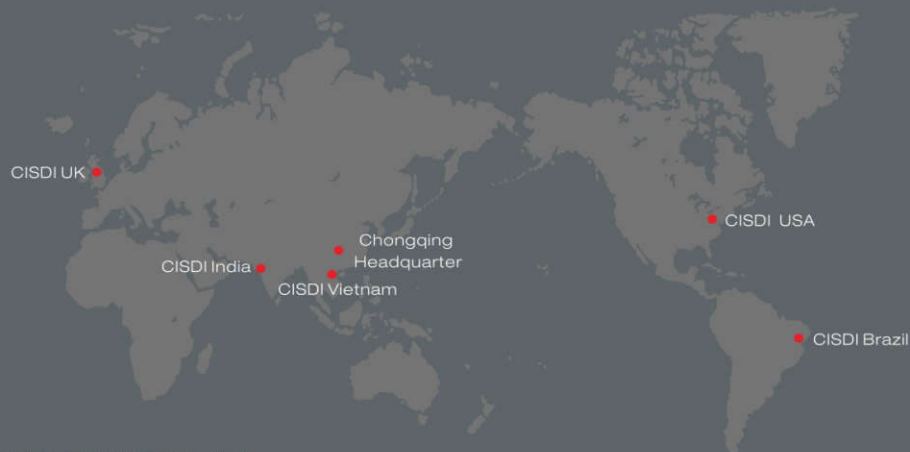 CISDI UK
CISDI USA
Chongqing
Headquarter
CISDI India
CISDI Vietnam
CISDI Brazil